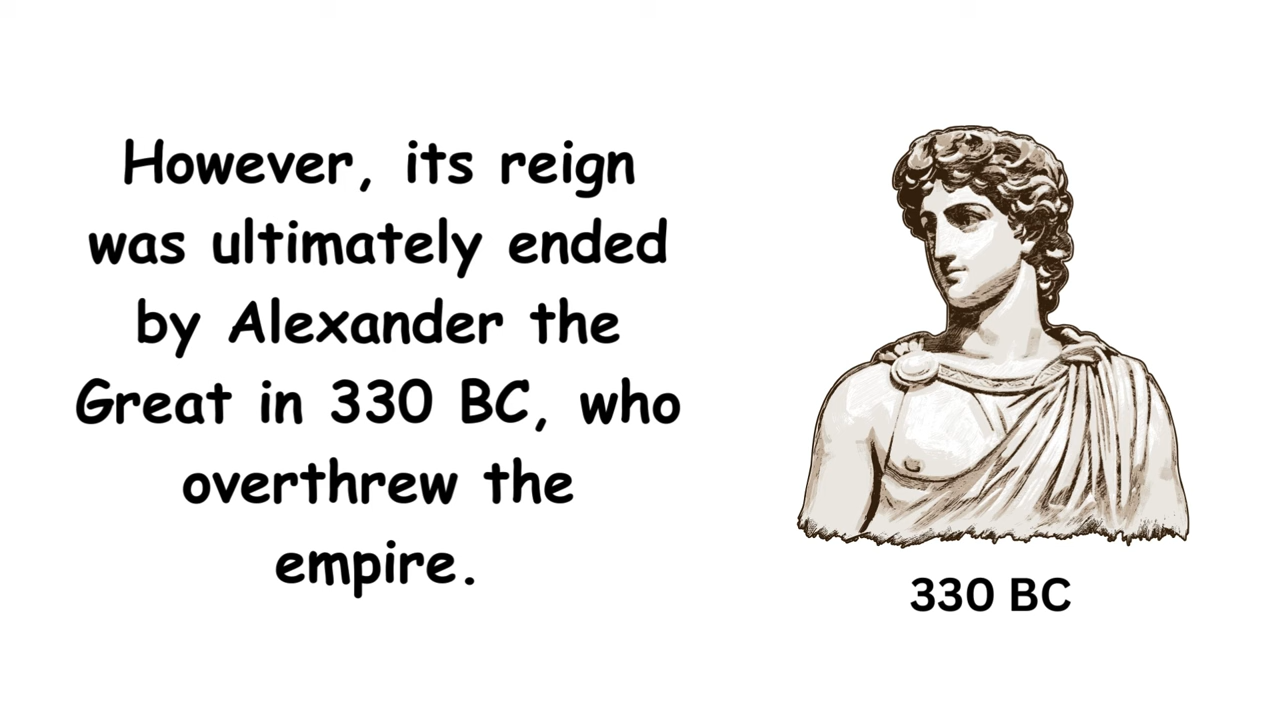 However, its reign
was ultimately ended
by Alexander the
Great in 330 BC, who
overthrew the
empire.
330 BC